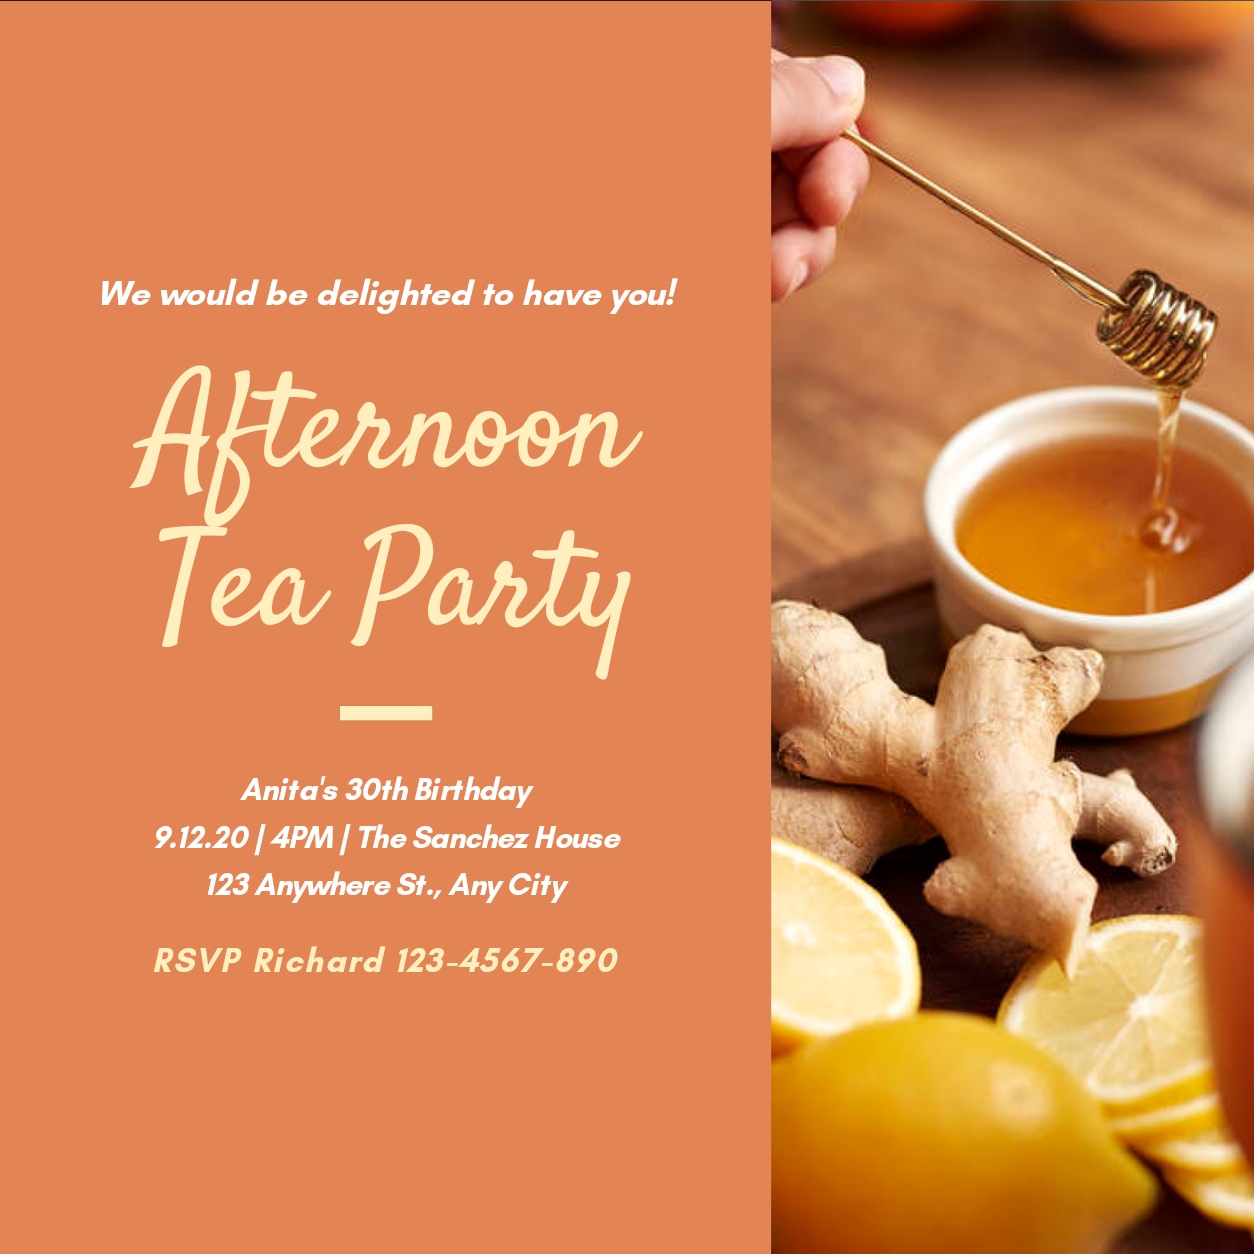 We would be delighted to have you!
Afternoon
Tea Party
Anita's 30th Birthday
9.12.20 | 4PM | The Sanchez House
123 Anywhere St., Any City
RSVP Richard 123-4567-890